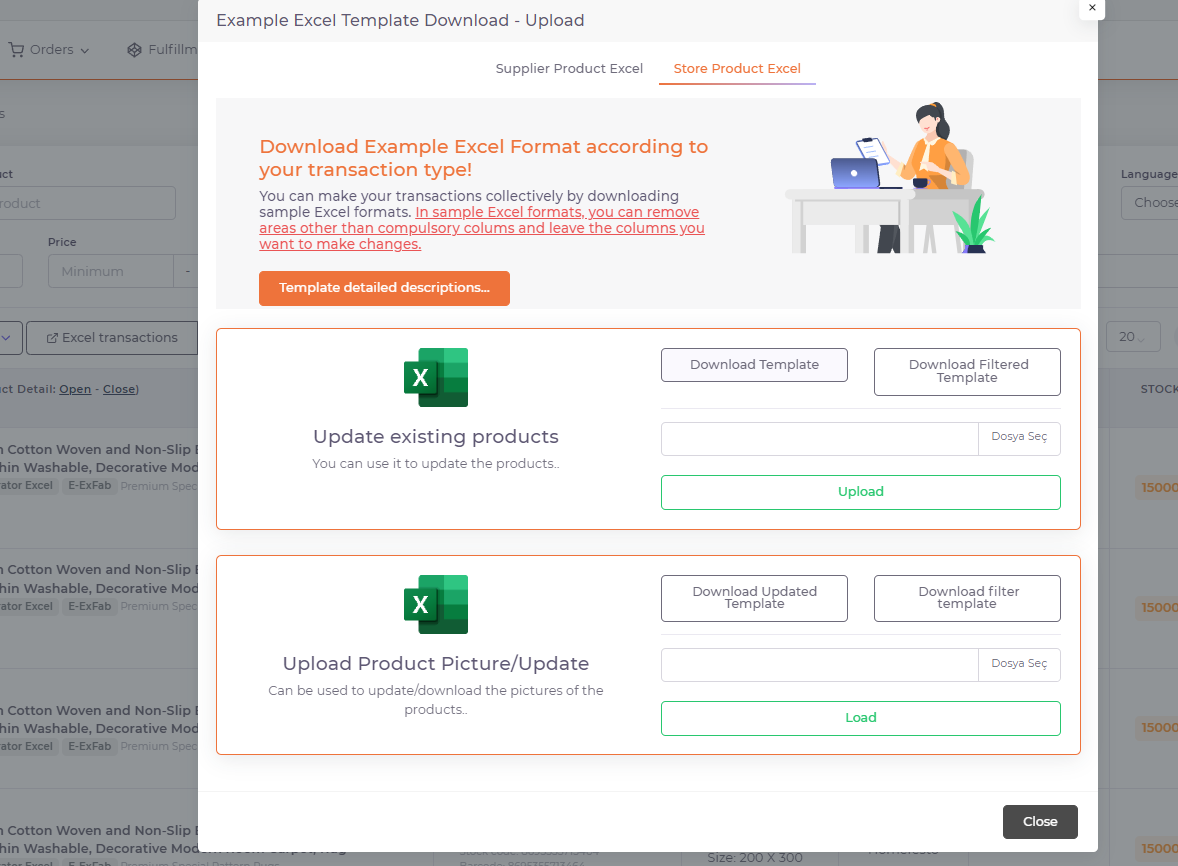 Example Excel Template Download - Upload
×
Orders
Fulfillm
Supplier Product Excel
Store Product Excel
s
Download Example Excel Format according to
your transaction type!
You can make your transactions collectively by downloading
sample Excel formats. In sample Excel formats, you can remove
areas other than compulsory colums and leave the columns you
want to make changes.
Template detailed descriptions...
uct
roduct
Language
Choose
Price
Minimum
-
Excel transactions
20
uct Detail: Open - Close)
STOCK
X
Download Template
Download Filtered
Template
Update existing products
You can use it to update the products..
Dosya Seç
Upload
n Cotton Woven and Non-Slip
hin Washable, Decorative Mod
ator Excel E-ExFab Premium Spec
15000
X
Download Updated
Template
Download filter
template
Upload Product Picture/Update
Can be used to update/download the pictures of the
products..
Dosya Seç
Load
n Cotton Woven and Non-Slip
hin Washable, Decorative Mod
ator Excel E-ExFab Premium Spec
15000
n Cotton Woven and Non-Slip
hin Washable, Decorative Mod
ator Excel E-ExFab Premium Spec
15000
Close
n Cotton Woven and Non-Slip
hin Washable, Decorative
ator Excel E-ExFab Premium Special Pattern Rugs
Size: 200 X 300
15000